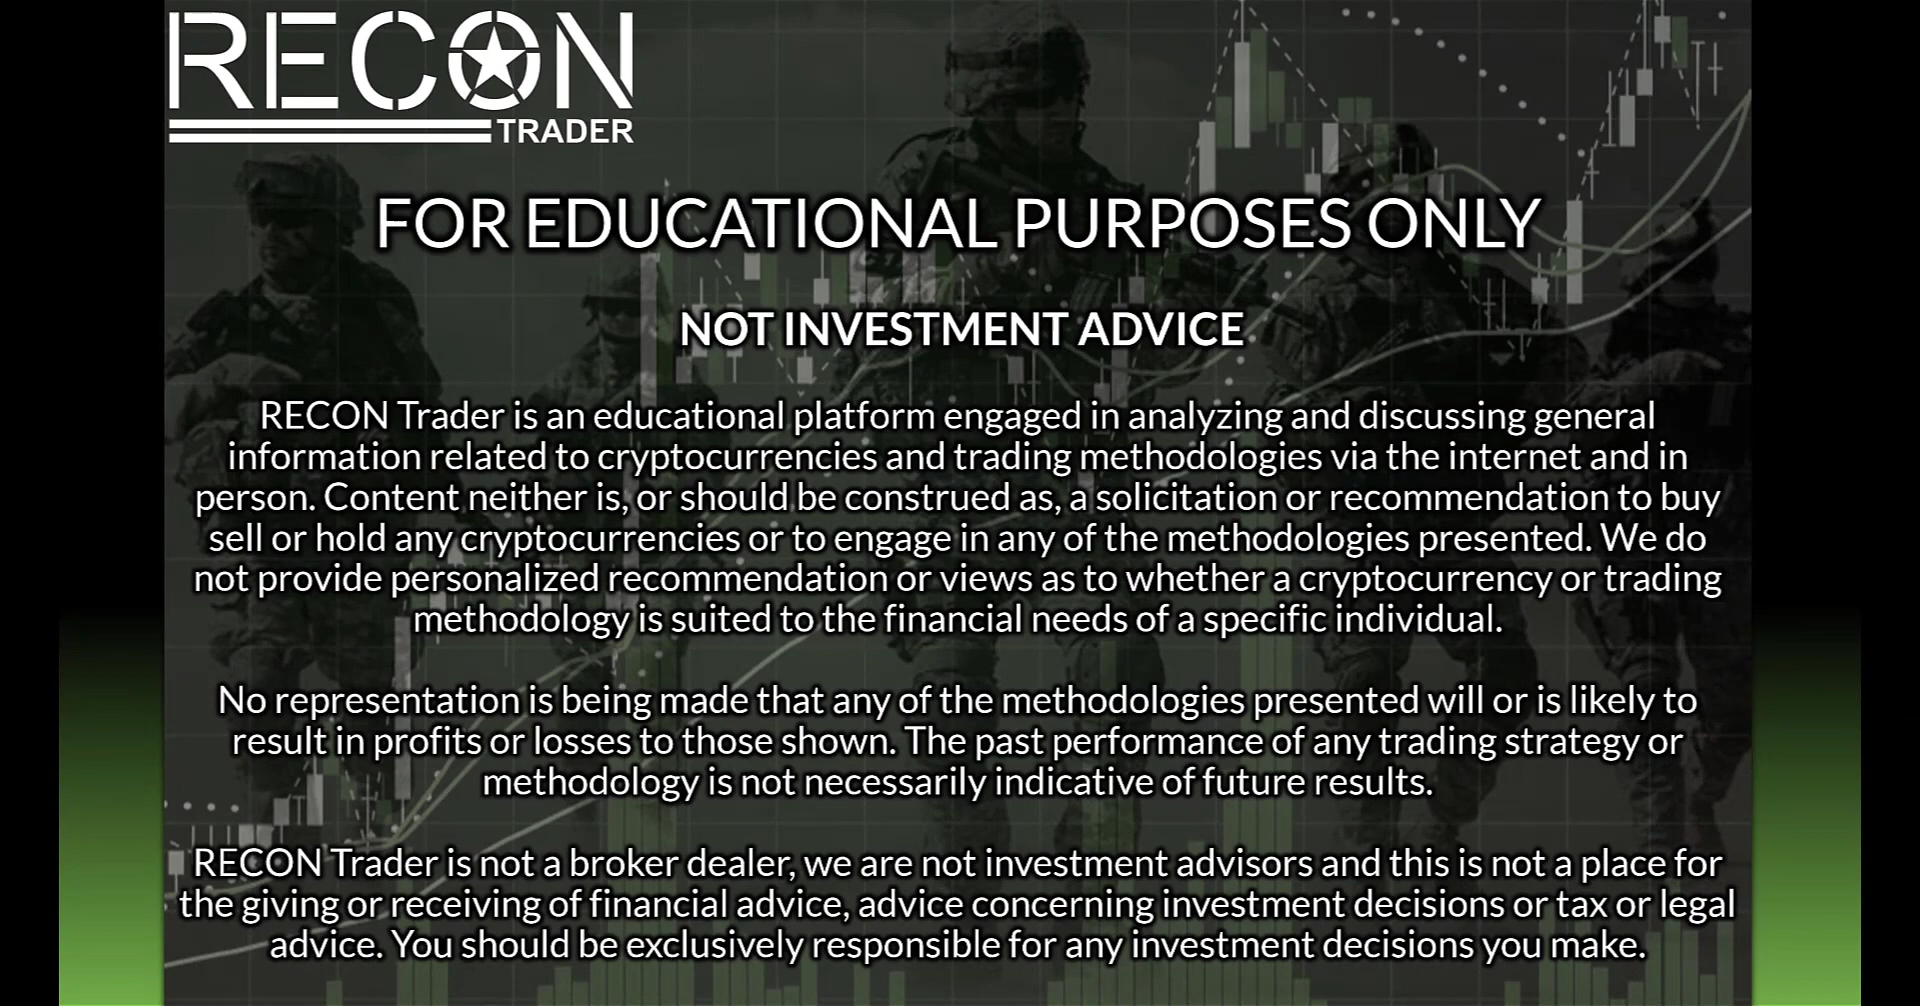 RECON
TRADER
FOR EDUCATIONAL PURPOSES ONLY
NOT INVESTMENT ADVICE
RECON Trader is an educational platform engaged in analyzing and discussing general
information related to cryptocurrencies and trading methodologies via the internet and in
person. Content neither is, or should be construed as, a solicitation or recommendation to buy
sell or hold any cryptocurrencies or to engage in any of the methodologies presented. We do
not provide personalized recommendation or views as to whether a cryptocurrency or trading
methodology is suited to the financial needs of a specific individual.
No representation is being made that any of the methodologies presented will or is likely to
result in profits or losses to those shown. The past performance of any trading strategy or
methodology is not necessarily indicative of future results.
RECON Trader is not a broker dealer, we are not investment advisors and this is not a place for
the giving or receiving of financial advice, advice concerning investment decisions or tax or legal
advice. You should be exclusively responsible for any investment decisions you make.